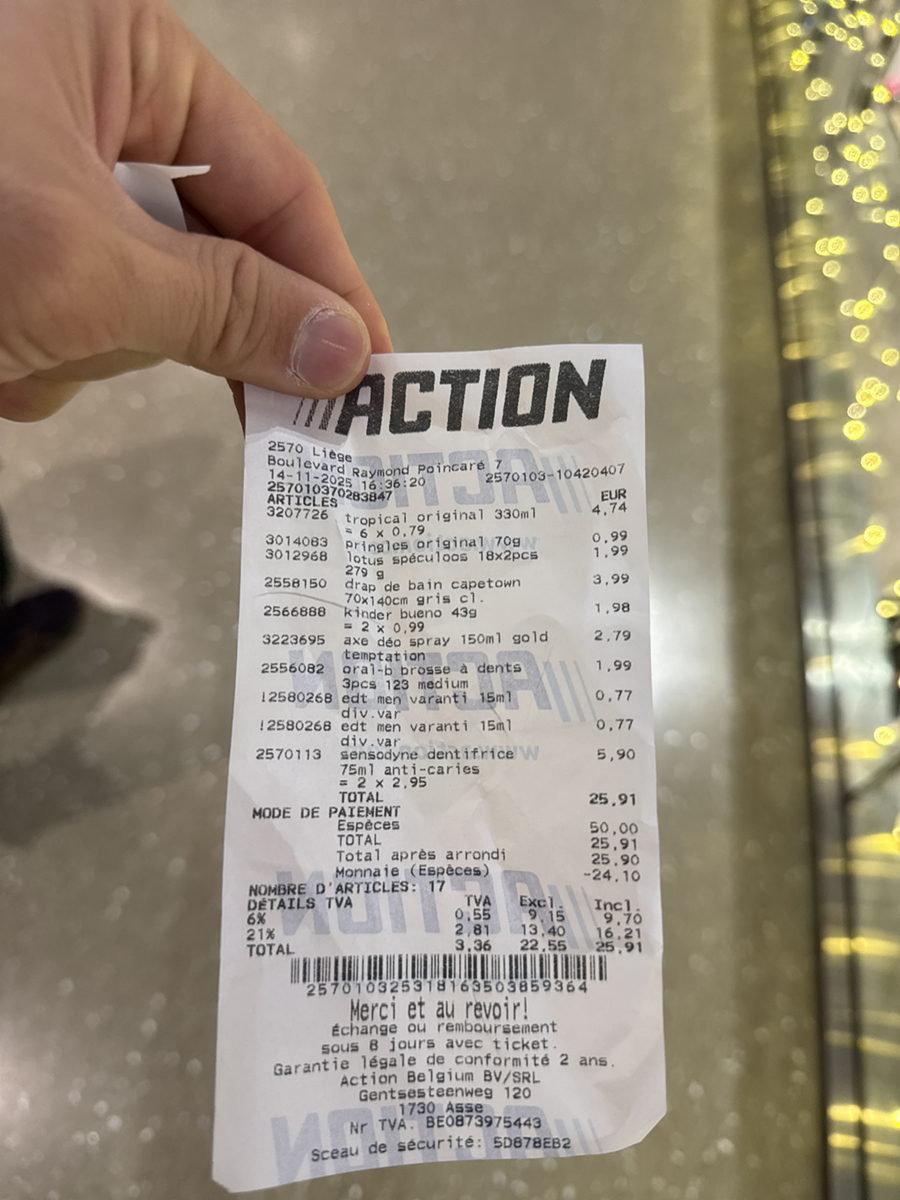 ACTION
2570 Liège
Boulevard Raymond Poincaré 7
14-11-2025 16:36:20 2570103-10420407
257010370283847
ARTICLES EUR
3207726 tropical original 330ml 4,74
= 6 x 0,79
3014083 pringles original 70g 0,99
3012968 lotus spéculoos 18x2pcs 1,99
279 g
2558150 drap de bain capetown 3,99
70x140cm gris cl.
2566888 kinder bueno 43g 1,98
= 2 x 0,99
3223695 axe déo spray 150ml gold 2,79
temptation
2556082 oral-b brosse à dents 1,99
3pcs 123 medium
!2580268 edt men varanti 15ml 0,77
div.var
!2580268 edt men varanti 15ml 0,77
div.var
2570113 sensodyne dentifrice 5,90
75ml anti-caries
= 2 x 2,95
TOTAL 25,91
MODE DE PAIEMENT
Espèces 50,00
TOTAL 25,91
Total après arrondi 25,90
Monnaie (Espèces) -24,10
NOMBRE D'ARTICLES: 17
DÉTAILS TVA TVA Excl. Incl.
6% 0,55 9,15 9,70
21% 2,81 13,40 16,21
TOTAL 3,36 22,55 25,91
257010325318163503859364
Merci et au revoir!
Échange ou remboursement
sous 8 jours avec ticket.
Garantie légale de conformité 2 ans.
Action Belgium BV/SRL
Gentsesteenweg 120
1730 Asse
Nr TVA. BE0873975443
Sceau de sécurité: 5D878EB2